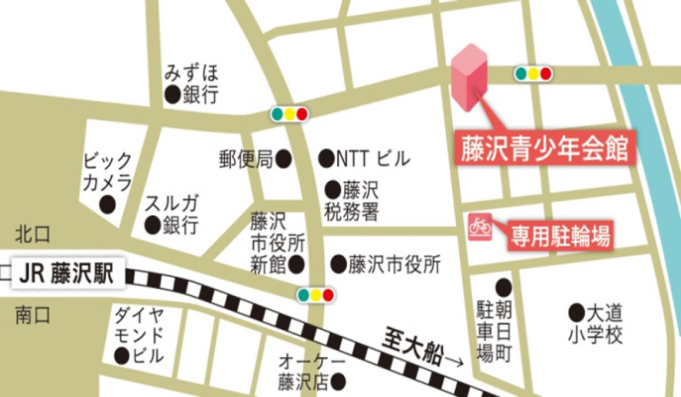 みずほ
銀行
藤沢青少年会館
郵便局
NTT ビル
藤沢
税務署
ビック
カメラ
スルガ
銀行
藤沢
市役所
新館
専用駐輪場
北口
藤沢市役所
JR 藤沢駅
南口
ダイヤ
モンド
ビル
至大船→
朝日町
駐車場
大道
小学校
オーケー
藤沢店